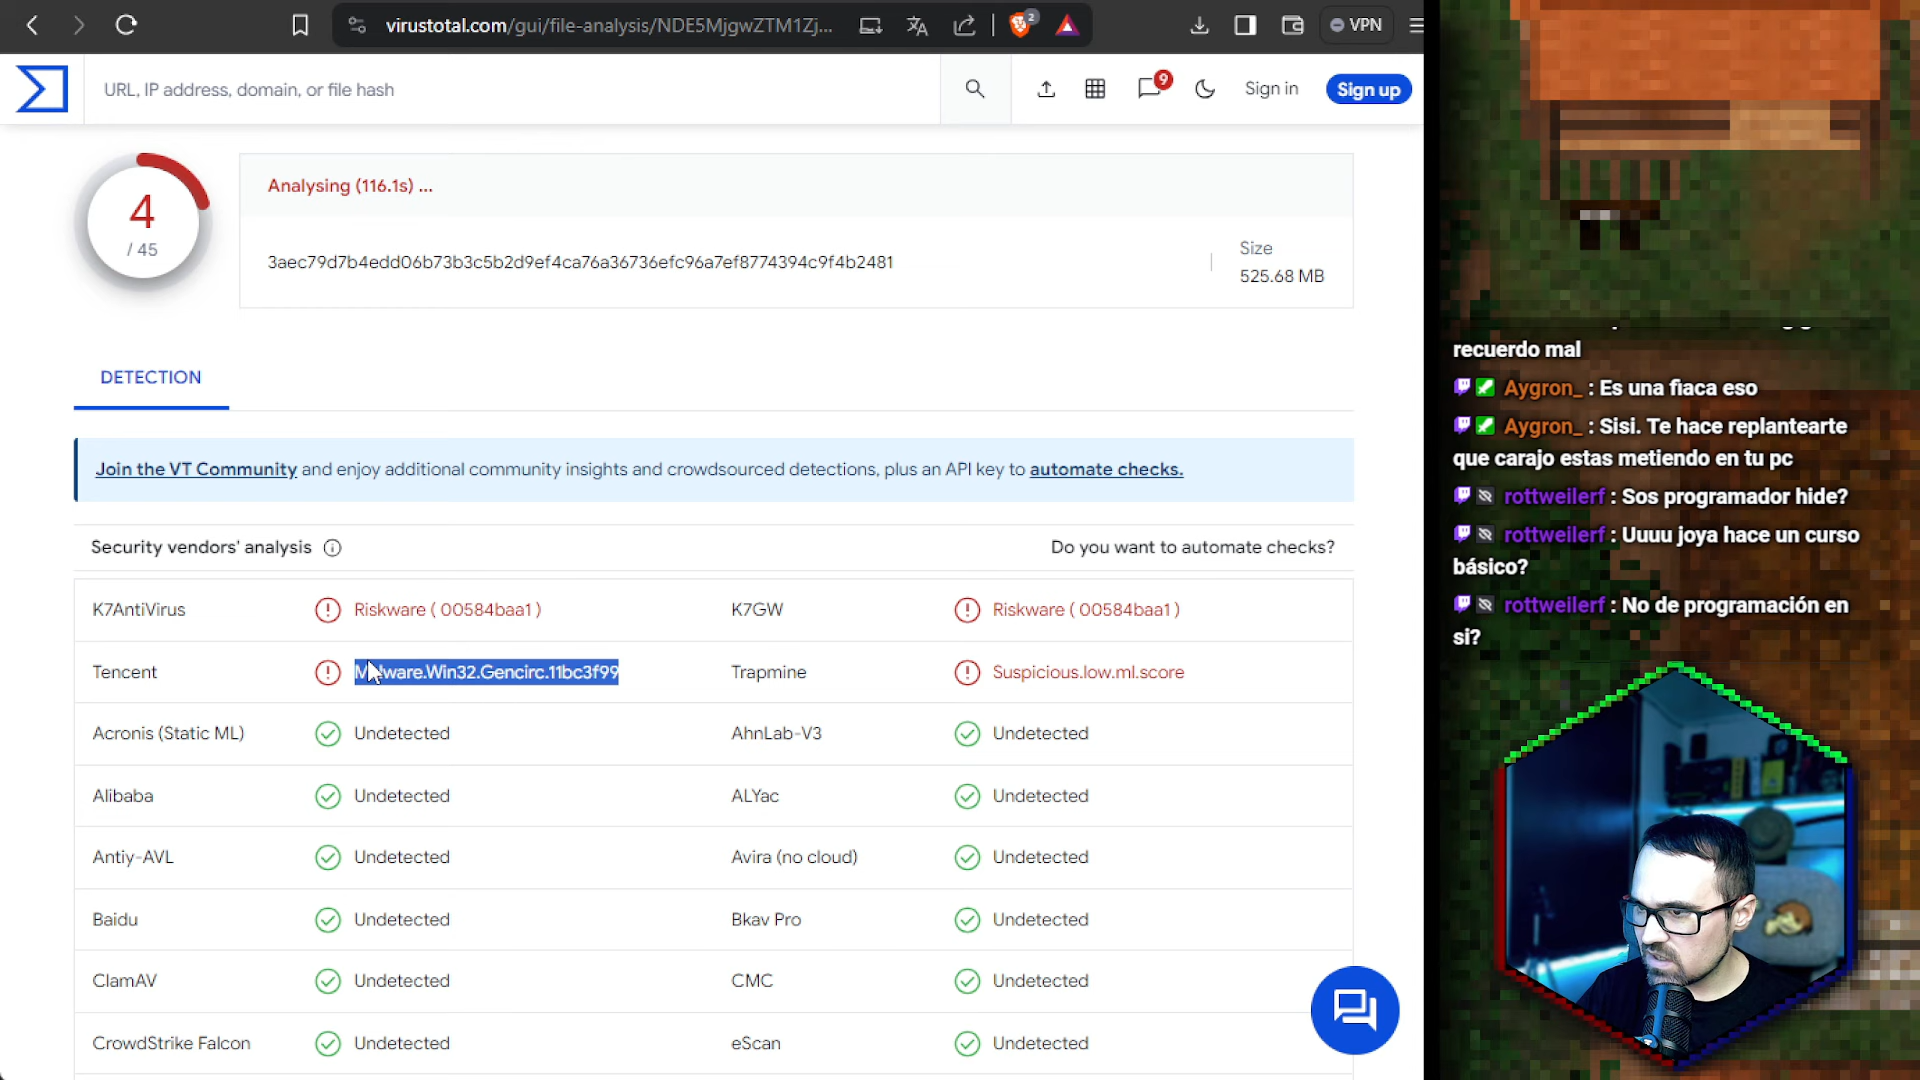 virustotal.com/gui/file-analysis/NDE5MjgwZTM1Zj...
2
VPN
URL, IP address, domain, or file hash
9
Sign in
Sign up
4
/ 45
Analysing (116.1s) ...
3aec79d7b4edd06b73b3c5b2d9ef4ca76a36736efc96a7ef8774394c9f4b2481
Size
525.68 MB
DETECTION
Join the VT Community and enjoy additional community insights and crowdsourced detections, plus an API key to automate checks.
Security vendors' analysis
Do you want to automate checks?
K7AntiVirus Riskware ( 00584baa1 ) K7GW Riskware ( 00584baa1 )
Tencent Malware.Win32.Gencirc.11bc3f99 Trapmine Suspicious.low.ml.score
Acronis (Static ML) Undetected AhnLab-V3 Undetected
Alibaba Undetected ALYac Undetected
Antiy-AVL Undetected Avira (no cloud) Undetected
Baidu Undetected Bkav Pro Undetected
ClamAV Undetected CMC Undetected
CrowdStrike Falcon Undetected eScan Undetected
recuerdo mal
Aygron_ : Es una fiaca eso
Aygron_ : Sisi. Te hace replantearte
que carajo estas metiendo en tu pc
rottweilerf : Sos programador hide?
rottweilerf : Uuuu joya hace un curso
básico?
rottweilerf : No de programación en
si?